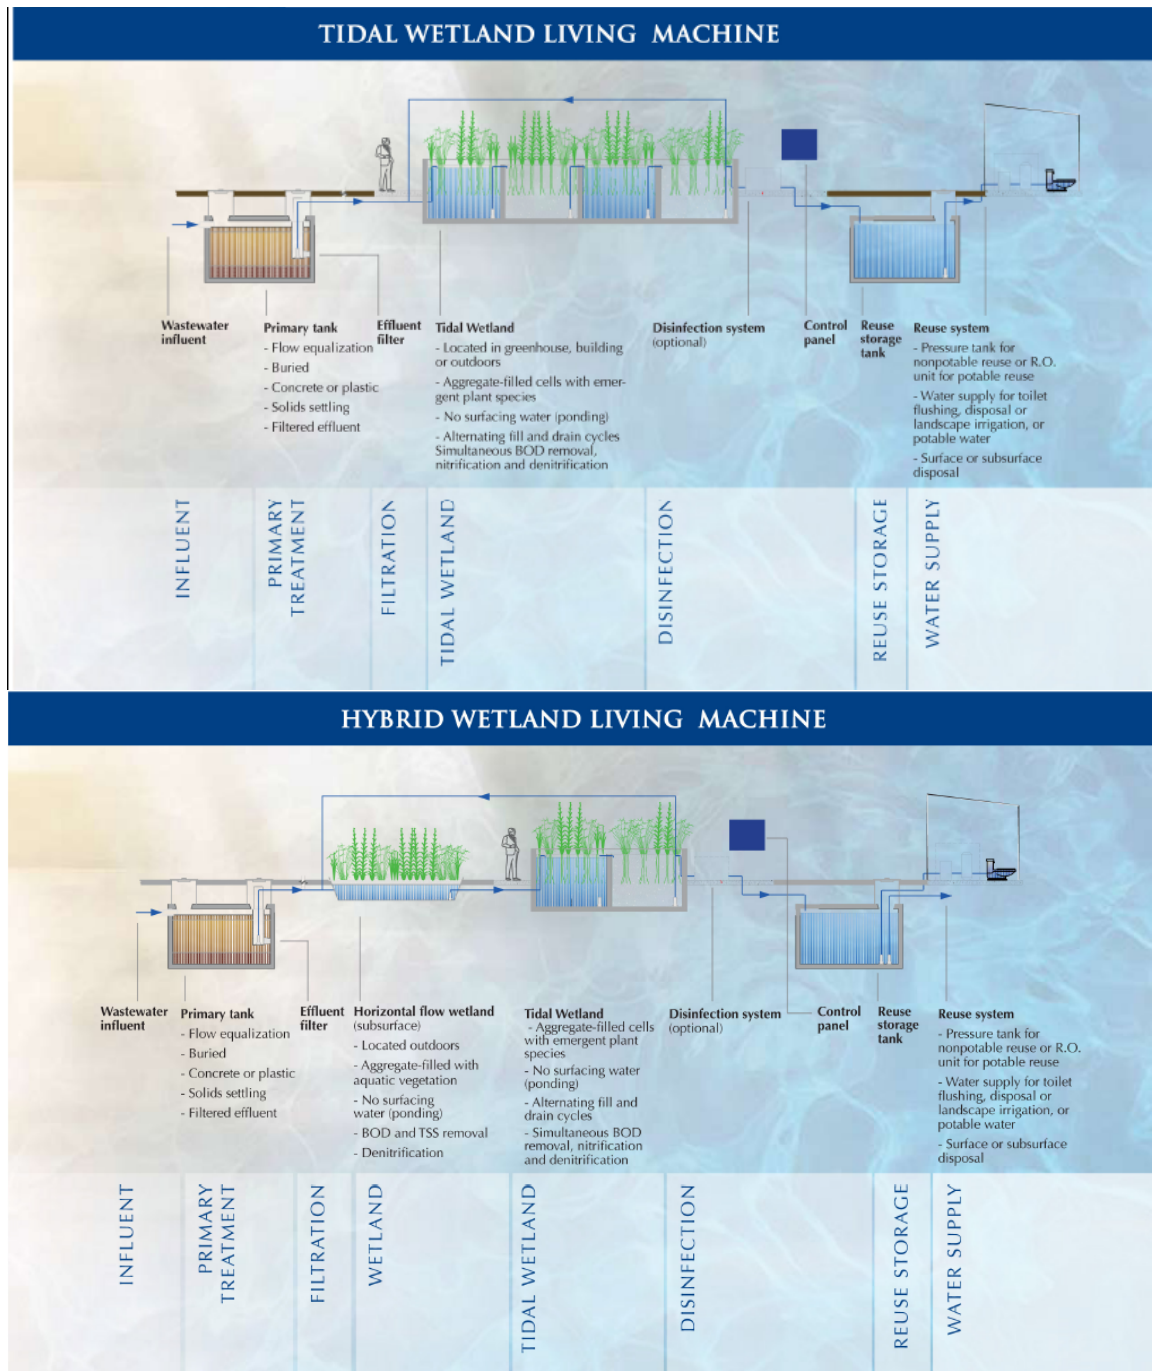 TIDAL WETLAND LIVING MACHINE
Wastewater
influent
Primary tank
- Flow equalization
- Buried
- Concrete or plastic
- Solids settling
- Filtered effluent
Effluent
filter
Tidal Wetland
- Located in greenhouse, building
or outdoors
- Aggregate-filled cells with emer-
gent plant species
- No surfacing water (ponding)
- Alternating fill and drain cycles
Simultaneous BOD removal,
nitrification and denitrification
Disinfection system
(optional)
Control
panel
Reuse
storage
tank
Reuse system
- Pressure tank for
nonpotable reuse or R.O.
unit for potable reuse
- Water supply for toilet
flushing, disposal or
landscape irrigation, or
potable water
- Surface or subsurface
disposal
INFLUENT
PRIMARY
TREATMENT
FILTRATION
TIDAL WETLAND
DISINFECTION
REUSE STORAGE
WATER SUPPLY
HYBRID WETLAND LIVING MACHINE
Wastewater
influent
Primary tank
- Flow equalization
- Buried
- Concrete or plastic
- Solids settling
- Filtered effluent
Effluent
filter
Horizontal flow wetland
(subsurface)
- Located outdoors
- Aggregate-filled with
aquatic vegetation
- No surfacing
water (ponding)
- BOD and TSS removal
- Denitrification
Tidal Wetland
- Aggregate-filled cells
with emergent plant
species
- No surfacing water
(ponding)
- Alternating fill and
drain cycles
- Simultaneous BOD
removal, nitrification
and denitrification
Disinfection system
(optional)
Control
panel
Reuse
storage
tank
Reuse system
- Pressure tank for
nonpotable reuse or R.O.
unit for potable reuse
- Water supply for toilet
flushing, disposal or
landscape irrigation, or
potable water
- Surface or subsurface
disposal
INFLUENT
PRIMARY
TREATMENT
FILTRATION
WETLAND
TIDAL WETLAND
DISINFECTION
REUSE STORAGE
WATER SUPPLY